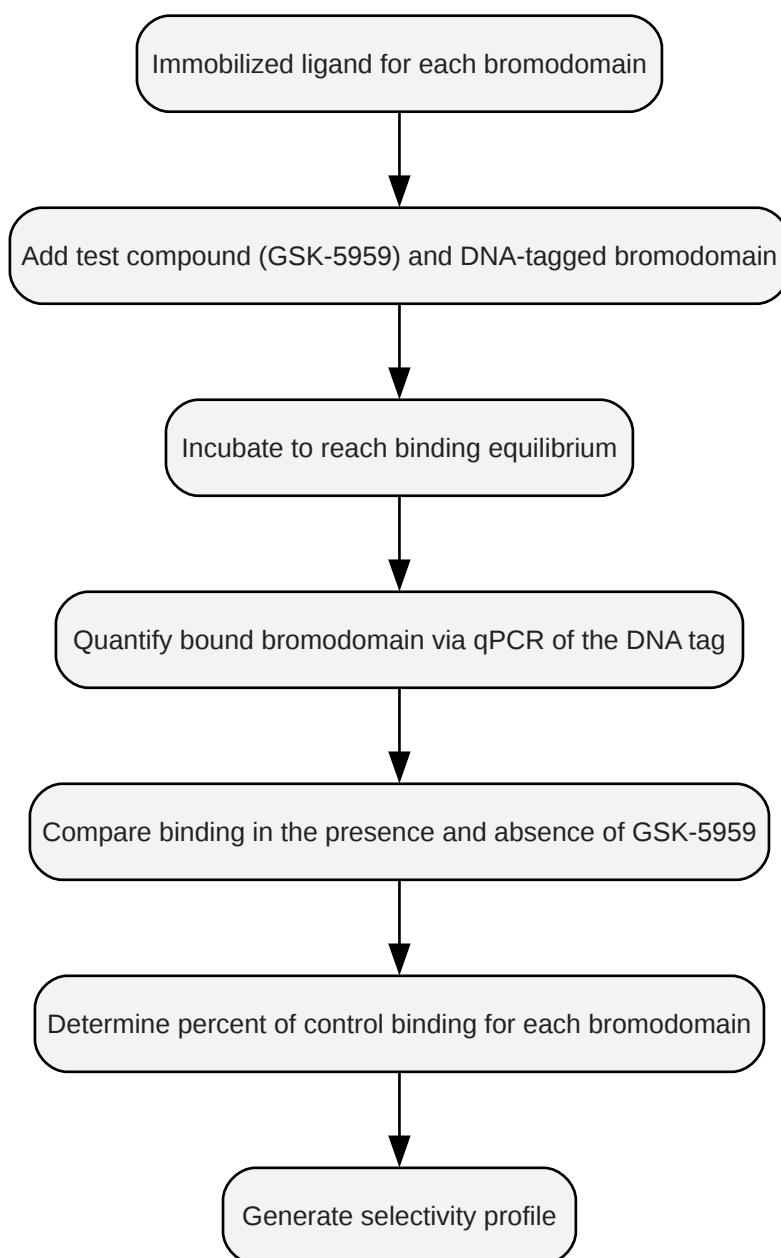 Immobilized ligand for each bromodomain
Add test compound (GSK-5959) and DNA-tagged bromodomain
Incubate to reach binding equilibrium
Quantify bound bromodomain via qPCR of the DNA tag
Compare binding in the presence and absence of GSK-5959
Determine percent of control binding for each bromodomain
Generate selectivity profile